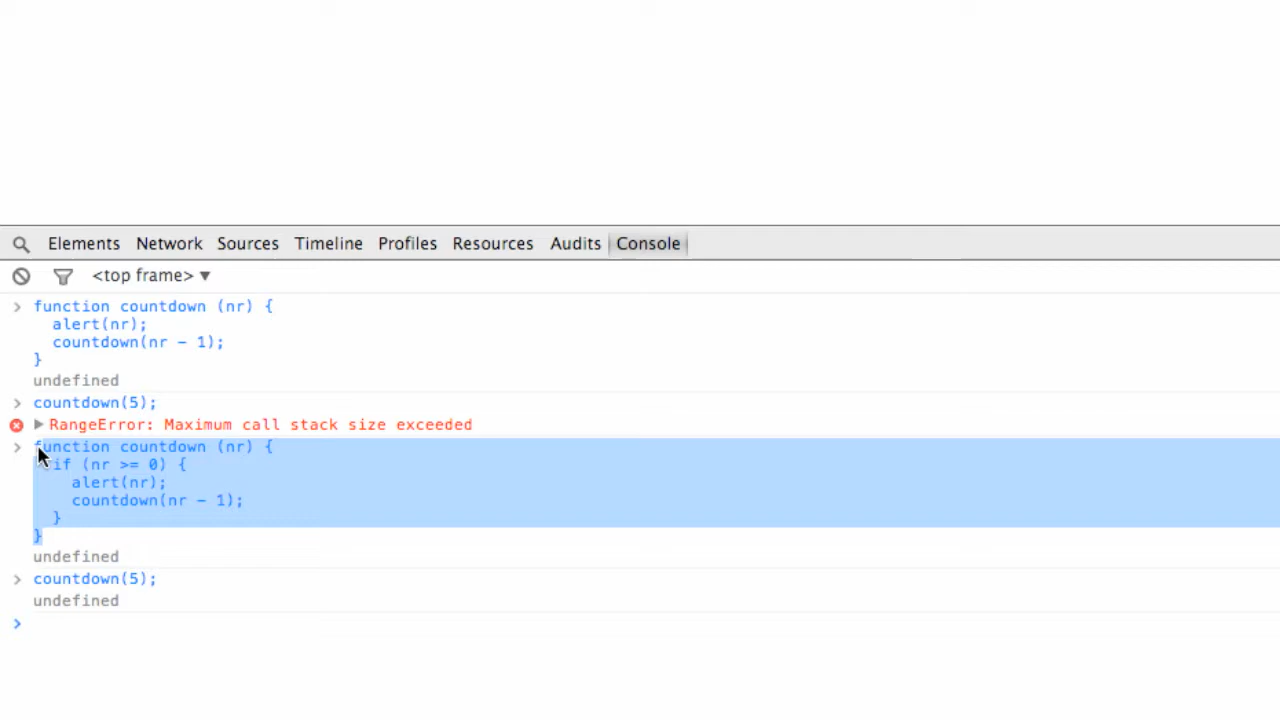 Elements Network Sources Timeline Profiles Resources Audits Console
<top frame> ▼
> function countdown (nr) {
    alert(nr);
    countdown(nr - 1);
  }
undefined
> countdown(5);
▶ RangeError: Maximum call stack size exceeded
> function countdown (nr) {
    if (nr >= 0) {
      alert(nr);
      countdown(nr - 1);
    }
  }
undefined
> countdown(5);
undefined
>